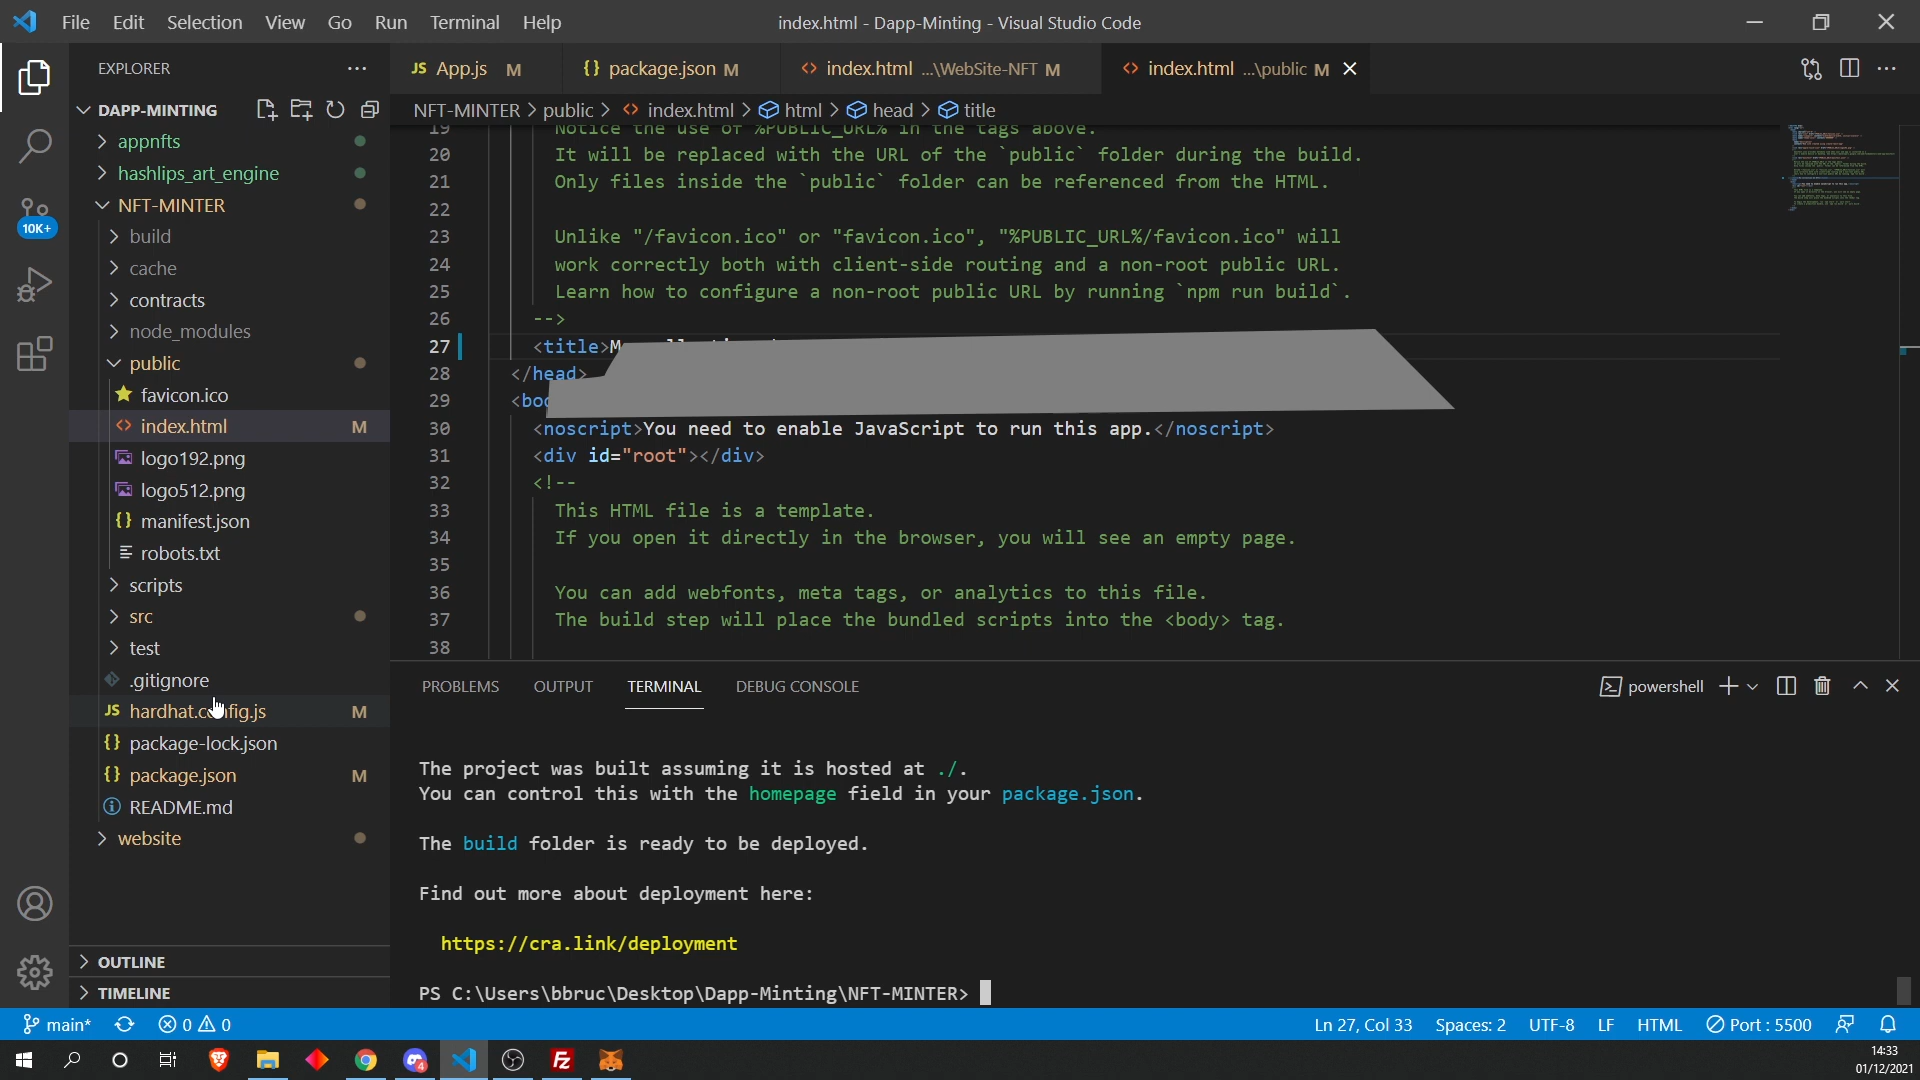 File Edit Selection View Go Run Terminal Help
index.html - Dapp-Minting - Visual Studio Code
EXPLORER
JS App.js M
{} package.json M
<> index.html ...\WebSite-NFT M
<> index.html ...\public M
DAPP-MINTING
NFT-MINTER > public > <> index.html > html > head > title
appnfts
hashlips_art_engine
NFT-MINTER
build
cache
contracts
node_modules
public
favicon.ico
<> index.html M
logo192.png
logo512.png
{} manifest.json
robots.txt
scripts
src
test
.gitignore
JS hardhat.config.js M
{} package-lock.json
{} package.json M
README.md
website
OUTLINE
TIMELINE
10K+
19 Notice the use of %PUBLIC_URL% in the tags above.
20 It will be replaced with the URL of the `public` folder during the build.
21 Only files inside the `public` folder can be referenced from the HTML.
22
23 Unlike "/favicon.ico" or "favicon.ico", "%PUBLIC_URL%/favicon.ico" will
24 work correctly both with client-side routing and a non-root public URL.
25 Learn how to configure a non-root public URL by running `npm run build`.
26 -->
27 <title>M
28 </head>
29
30 <noscript>You need to enable JavaScript to run this app.</noscript>
31 <div id="root"></div>
32 <!--
33 This HTML file is a template.
34 If you open it directly in the browser, you will see an empty page.
35
36 You can add webfonts, meta tags, or analytics to this file.
37 The build step will place the bundled scripts into the <body> tag.
38
PROBLEMS OUTPUT TERMINAL DEBUG CONSOLE
powershell
The project was built assuming it is hosted at ./.
You can control this with the homepage field in your package.json.
The build folder is ready to be deployed.
Find out more about deployment here:
https://cra.link/deployment
PS C:\Users\bbruc\Desktop\Dapp-Minting\NFT-MINTER>
main* 0 0
Ln 27, Col 33 Spaces: 2 UTF-8 LF HTML Port : 5500
4
Fz
14:33
01/12/2021